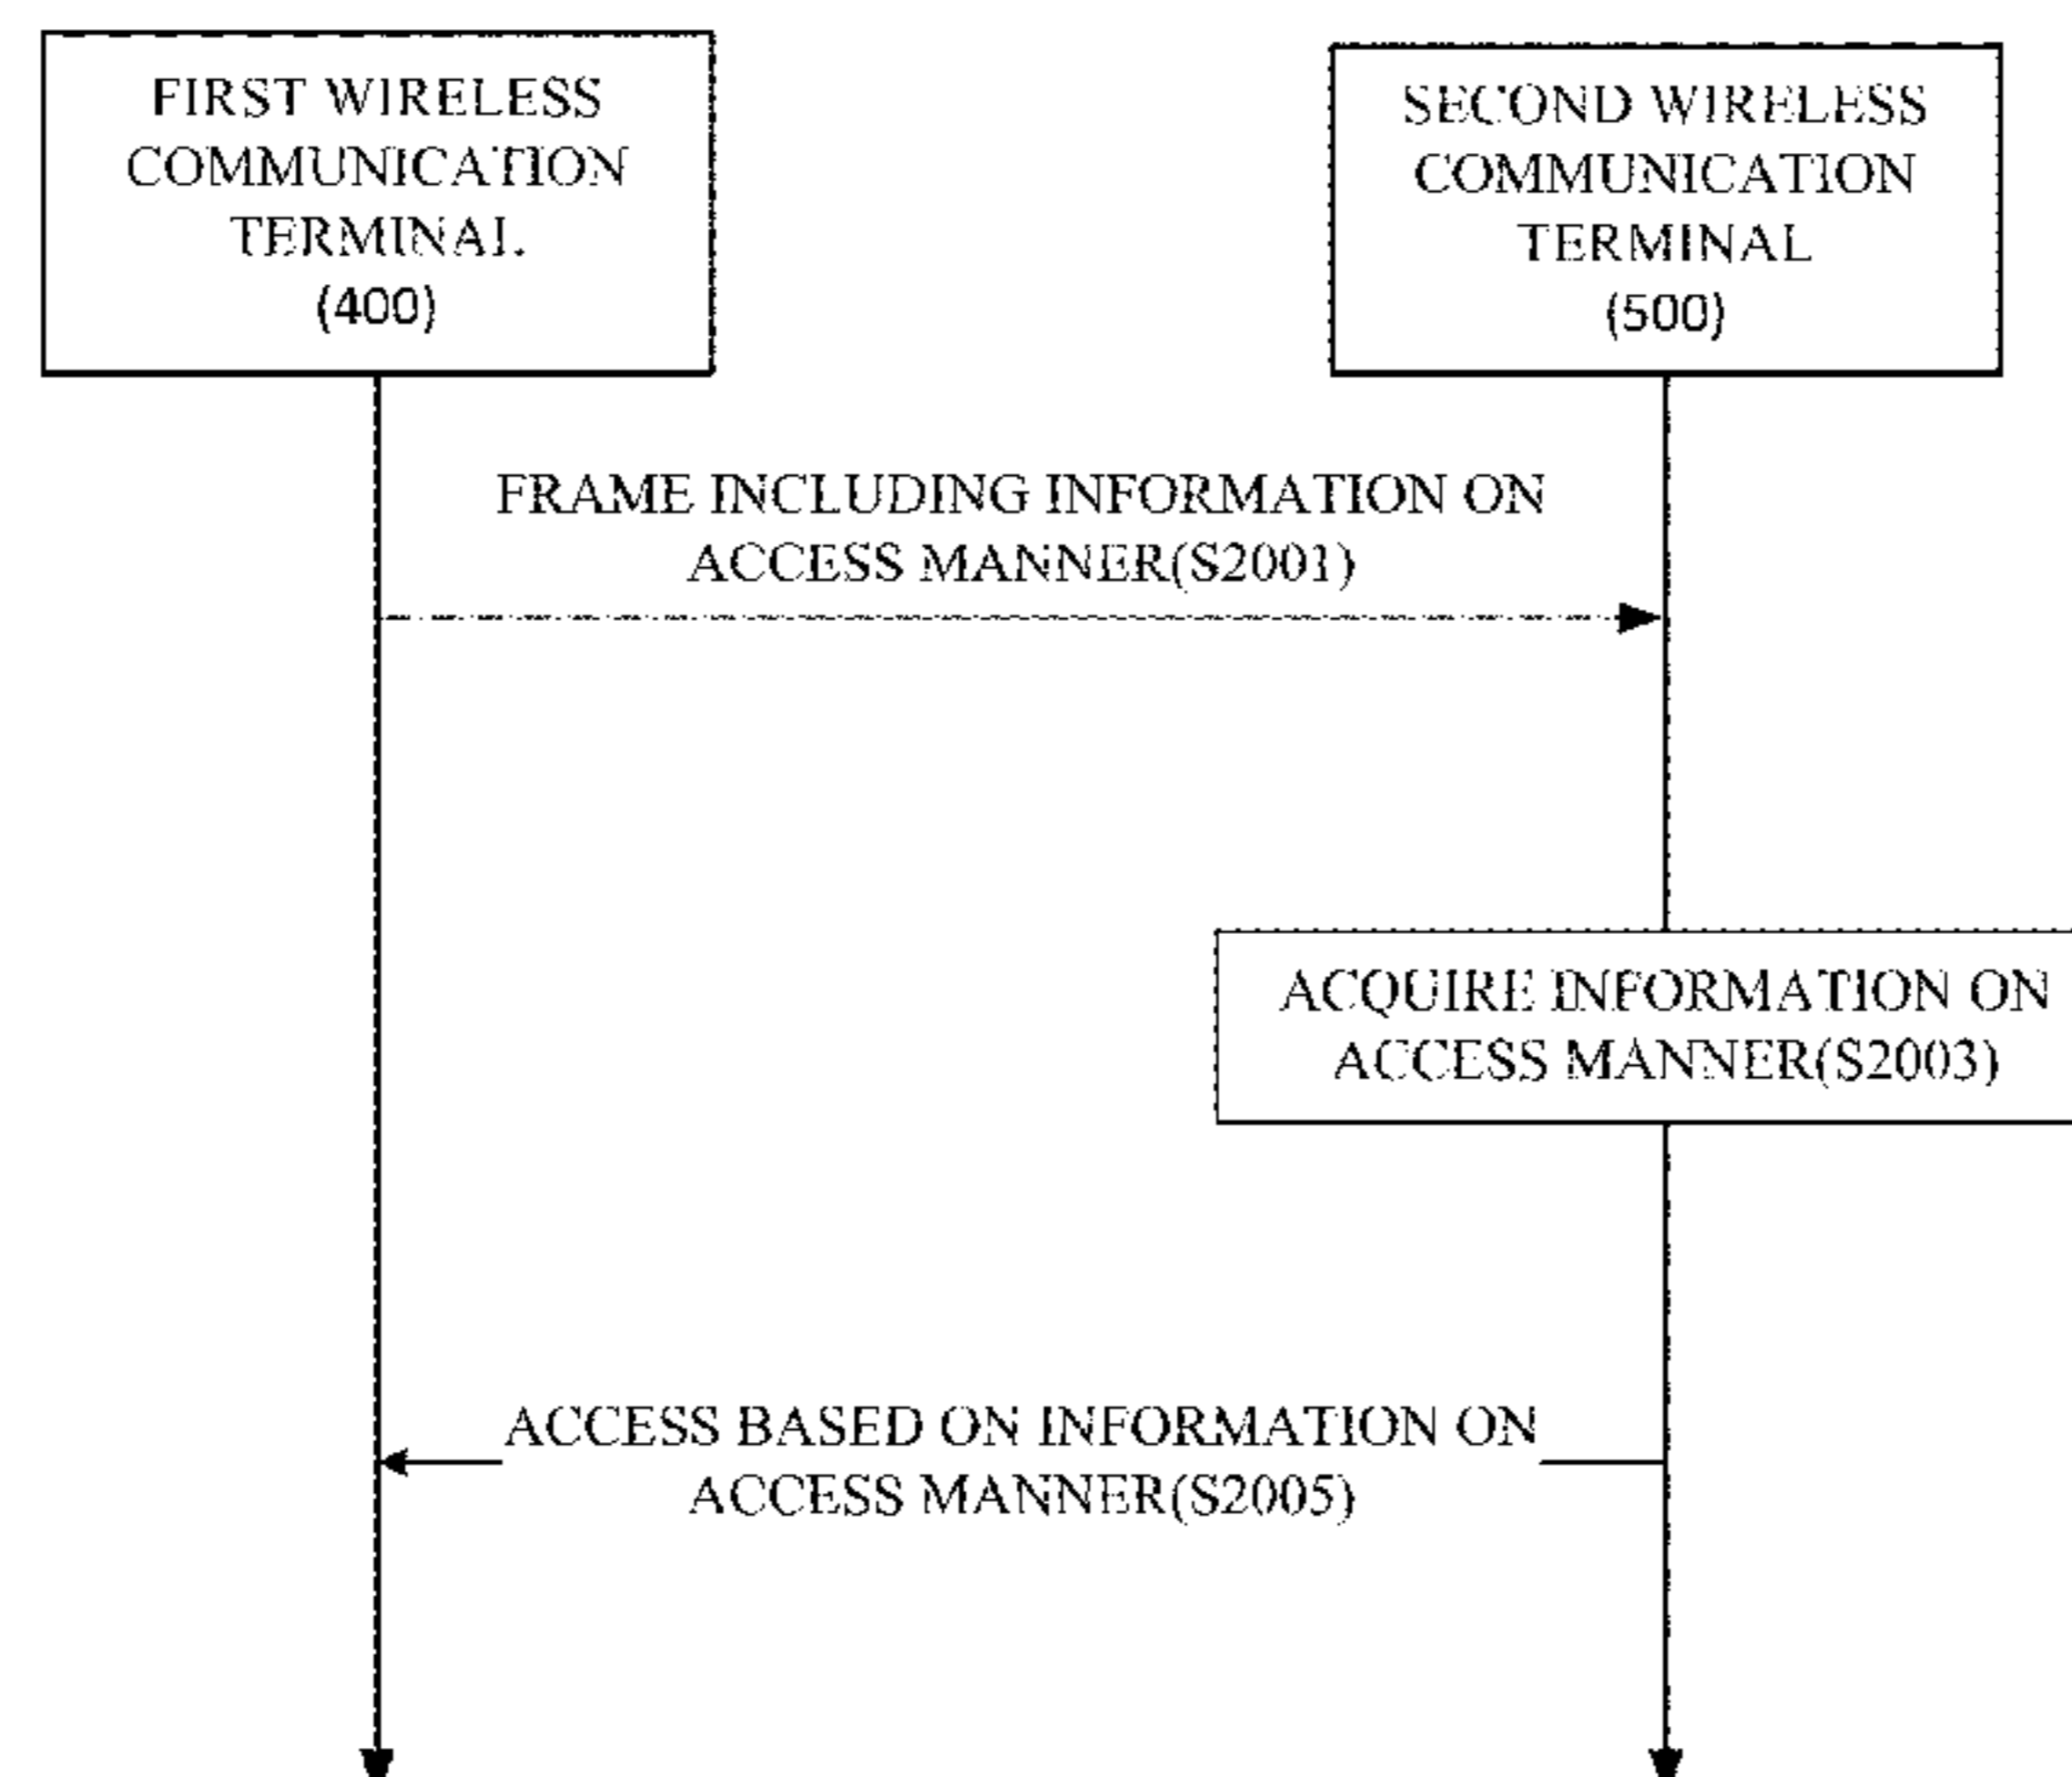 FIRST WIRELESS
COMMUNICATION
TERMINAL
(400)
SECOND WIRELESS
COMMUNICATION
TERMINAL
(500)
FRAME INCLUDING INFORMATION ON
ACCESS MANNER(S2001)
ACQUIRE INFORMATION ON
ACCESS MANNER(S2003)
ACCESS BASED ON INFORMATION ON
ACCESS MANNER(S2005)